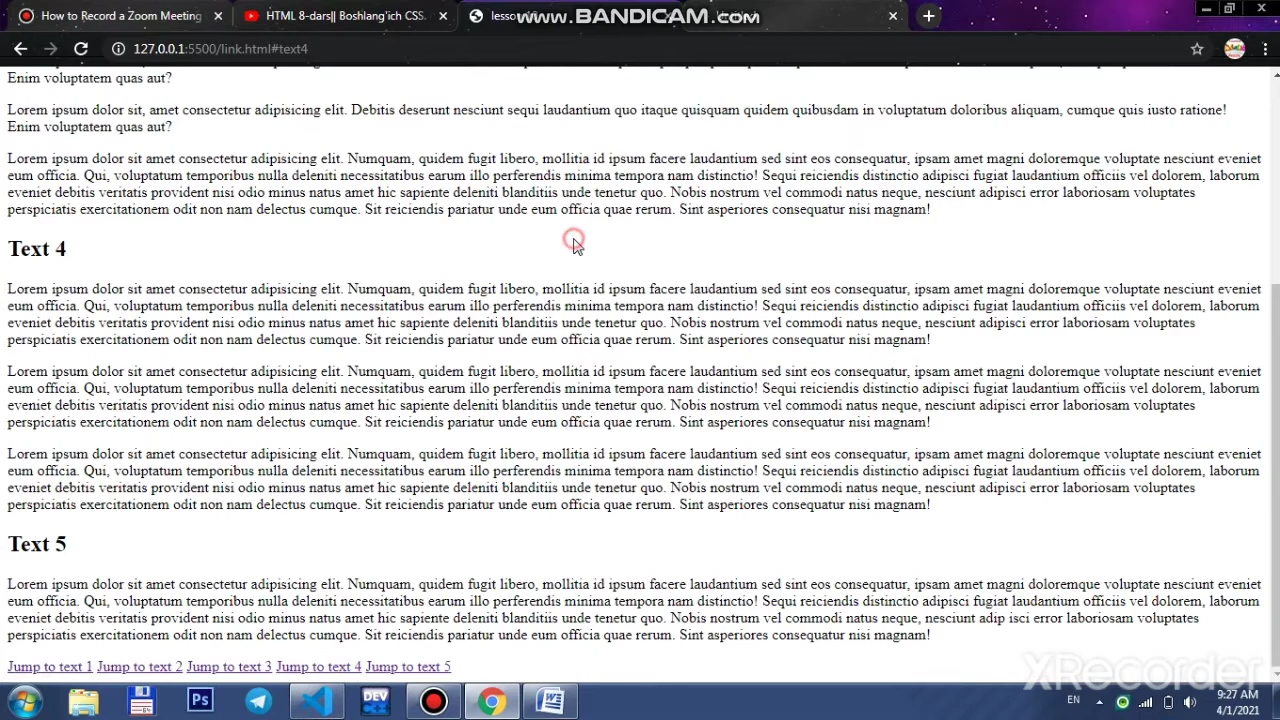 How to Record a Zoom Meeting
HTML 8-dars|| Boshlang'ich CSS.
www.BANDICAM.com
127.0.0.1:5500/link.html#text4
Enim voluptatem quas aut?
Lorem ipsum dolor sit, amet consectetur adipisicing elit. Debitis deserunt nesciunt sequi laudantium quo itaque quisquam quidem quibusdam in voluptatum doloribus aliquam, cumque quis iusto ratione!
Enim voluptatem quas aut?
Lorem ipsum dolor sit amet consectetur adipisicing elit. Numquam, quidem fugit libero, mollitia id ipsum facere laudantium sed sint eos consequatur, ipsam amet magni doloremque voluptate nesciunt eveniet
eum officia. Qui, voluptatum temporibus nulla deleniti necessitatibus earum illo perferendis minima tempora nam distinctio! Sequi reiciendis distinctio adipisci fugiat laudantium officiis vel dolorem, laborum
eveniet debitis veritatis provident nisi odio minus natus amet hic sapiente deleniti blanditiis unde tenetur quo. Nobis nostrum vel commodi natus neque, nesciunt adipisci error laboriosam voluptates
perspiciatis exercitationem odit non nam delectus cumque. Sit reiciendis pariatur unde eum officia quae rerum. Sint asperiores consequatur nisi magnam!
Text 4
Lorem ipsum dolor sit amet consectetur adipisicing elit. Numquam, quidem fugit libero, mollitia id ipsum facere laudantium sed sint eos consequatur, ipsam amet magni doloremque voluptate nesciunt eveniet
eum officia. Qui, voluptatum temporibus nulla deleniti necessitatibus earum illo perferendis minima tempora nam distinctio! Sequi reiciendis distinctio adipisci fugiat laudantium officiis vel dolorem, laborum
eveniet debitis veritatis provident nisi odio minus natus amet hic sapiente deleniti blanditiis unde tenetur quo. Nobis nostrum vel commodi natus neque, nesciunt adipisci error laboriosam voluptates
perspiciatis exercitationem odit non nam delectus cumque. Sit reiciendis pariatur unde eum officia quae rerum. Sint asperiores consequatur nisi magnam!
Lorem ipsum dolor sit amet consectetur adipisicing elit. Numquam, quidem fugit libero, mollitia id ipsum facere laudantium sed sint eos consequatur, ipsam amet magni doloremque voluptate nesciunt eveniet
eum officia. Qui, voluptatum temporibus nulla deleniti necessitatibus earum illo perferendis minima tempora nam distinctio! Sequi reiciendis distinctio adipisci fugiat laudantium officiis vel dolorem, laborum
eveniet debitis veritatis provident nisi odio minus natus amet hic sapiente deleniti blanditiis unde tenetur quo. Nobis nostrum vel commodi natus neque, nesciunt adipisci error laboriosam voluptates
perspiciatis exercitationem odit non nam delectus cumque. Sit reiciendis pariatur unde eum officia quae rerum. Sint asperiores consequatur nisi magnam!
Lorem ipsum dolor sit amet consectetur adipisicing elit. Numquam, quidem fugit libero, mollitia id ipsum facere laudantium sed sint eos consequatur, ipsam amet magni doloremque voluptate nesciunt eveniet
eum officia. Qui, voluptatum temporibus nulla deleniti necessitatibus earum illo perferendis minima tempora nam distinctio! Sequi reiciendis distinctio adipisci fugiat laudantium officiis vel dolorem, laborum
eveniet debitis veritatis provident nisi odio minus natus amet hic sapiente deleniti blanditiis unde tenetur quo. Nobis nostrum vel commodi natus neque, nesciunt adipisci error laboriosam voluptates
perspiciatis exercitationem odit non nam delectus cumque. Sit reiciendis pariatur unde eum officia quae rerum. Sint asperiores consequatur nisi magnam!
Text 5
Lorem ipsum dolor sit amet consectetur adipisicing elit. Numquam, quidem fugit libero, mollitia id ipsum facere laudantium sed sint eos consequatur, ipsam amet magni doloremque voluptate nesciunt eveniet
eum officia. Qui, voluptatum temporibus nulla deleniti necessitatibus earum illo perferendis minima tempora nam distinctio! Sequi reiciendis distinctio adipisci fugiat laudantium officiis vel dolorem, laborum
eveniet debitis veritatis provident nisi odio minus natus amet hic sapiente deleniti blanditiis unde tenetur quo. Nobis nostrum vel commodi natus neque, nesciunt adip isci error laboriosam voluptates
perspiciatis exercitationem odit non nam delectus cumque. Sit reiciendis pariatur unde eum officia quae rerum. Sint asperiores consequatur nisi magnam!
Jump to text 1 Jump to text 2 Jump to text 3 Jump to text 4 Jump to text 5
XRecorder
Ps
DEV
EN
9:27 AM
4/1/2021